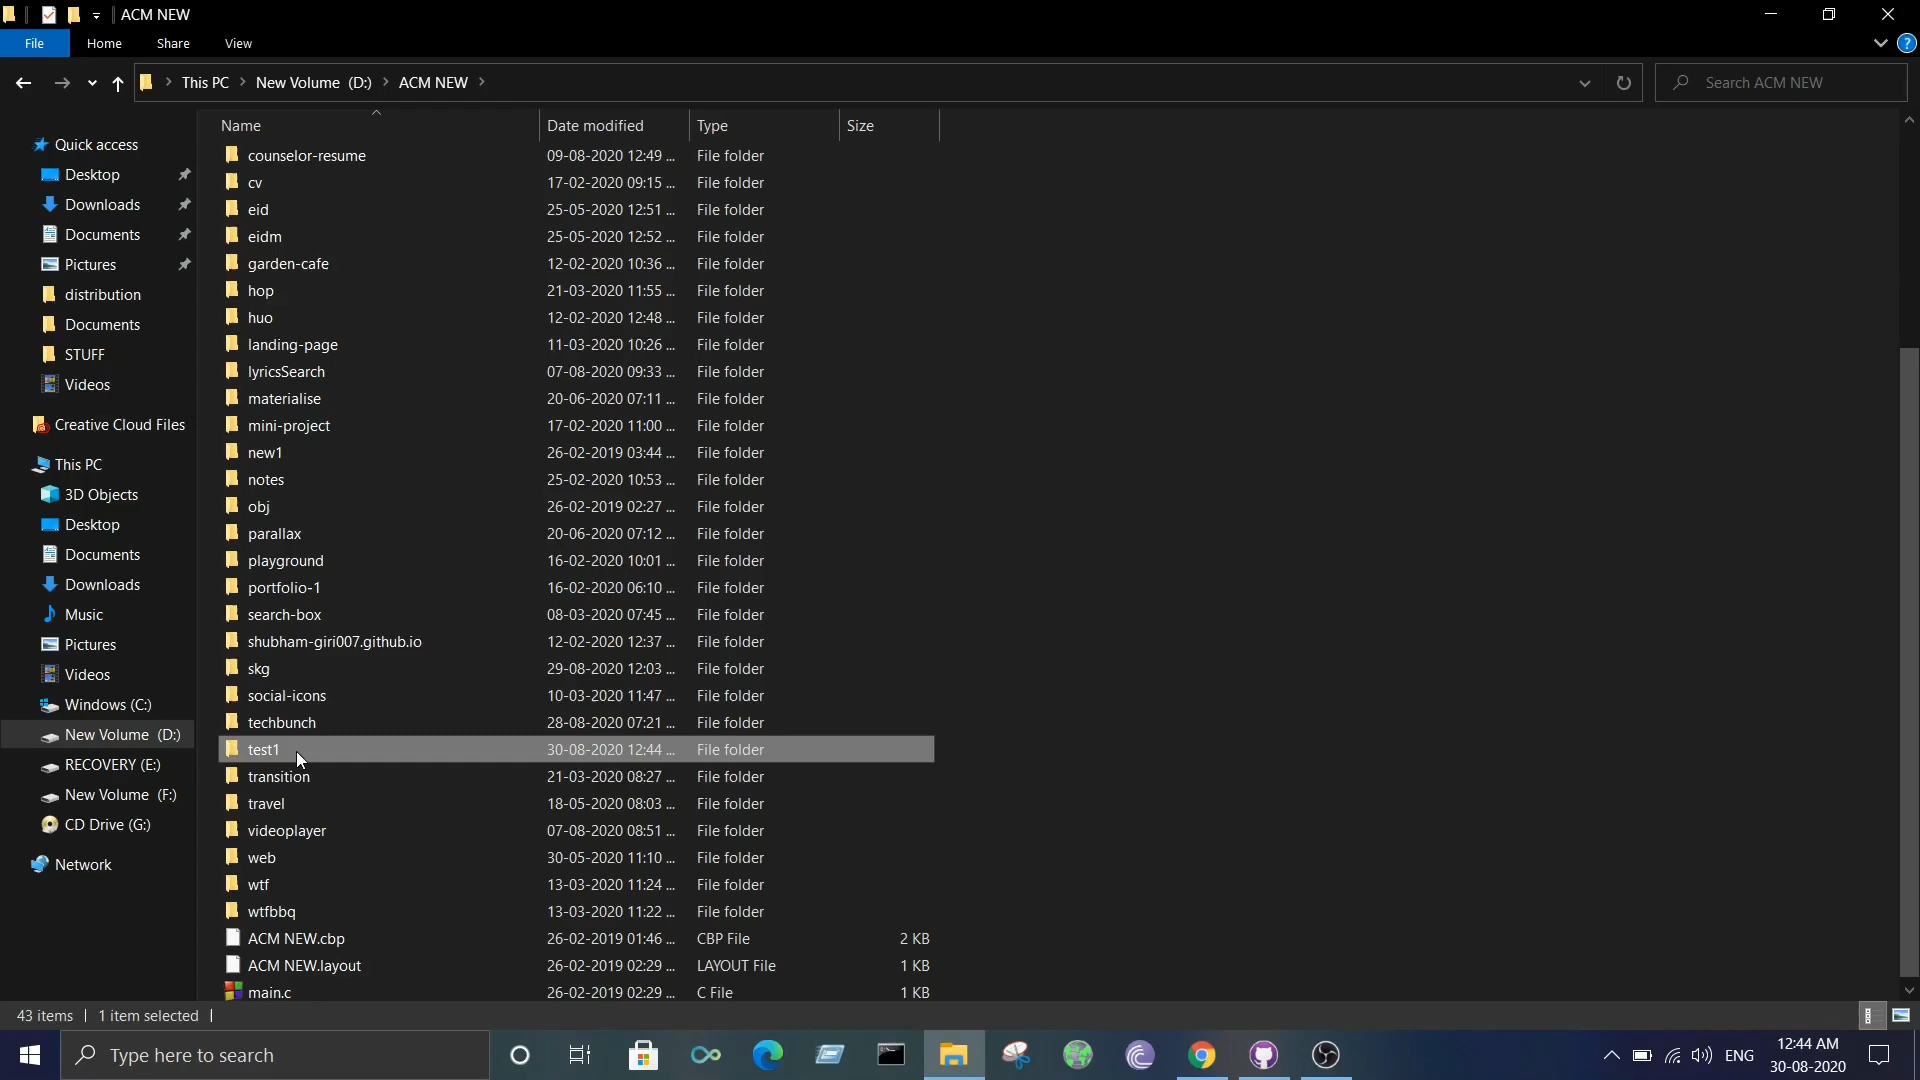 ACM NEW
File Home Share View
This PC New Volume (D:) ACM NEW Search ACM NEW
Name Date modified Type Size
Quick access
Desktop
Downloads
Documents
Pictures
distribution
Documents
STUFF
Videos
Creative Cloud Files
This PC
3D Objects
Desktop
Documents
Downloads
Music
Pictures
Videos
Windows (C:)
New Volume (D:)
RECOVERY (E:)
New Volume (F:)
CD Drive (G:)
Network
counselor-resume 09-08-2020 12:49 ... File folder
cv 17-02-2020 09:15 ... File folder
eid 25-05-2020 12:51 ... File folder
eidm 25-05-2020 12:52 ... File folder
garden-cafe 12-02-2020 10:36 ... File folder
hop 21-03-2020 11:55 ... File folder
huo 12-02-2020 12:48 ... File folder
landing-page 11-03-2020 10:26 ... File folder
lyricsSearch 07-08-2020 09:33 ... File folder
materialise 20-06-2020 07:11 ... File folder
mini-project 17-02-2020 11:00 ... File folder
new1 26-02-2019 03:44 ... File folder
notes 25-02-2020 10:53 ... File folder
obj 26-02-2019 02:27 ... File folder
parallax 20-06-2020 07:12 ... File folder
playground 16-02-2020 10:01 ... File folder
portfolio-1 16-02-2020 06:10 ... File folder
search-box 08-03-2020 07:45 ... File folder
shubham-giri007.github.io 12-02-2020 12:37 ... File folder
skg 29-08-2020 12:03 ... File folder
social-icons 10-03-2020 11:47 ... File folder
techbunch 28-08-2020 07:21 ... File folder
test1 30-08-2020 12:44 ... File folder
transition 21-03-2020 08:27 ... File folder
travel 18-05-2020 08:03 ... File folder
videoplayer 07-08-2020 08:51 ... File folder
web 30-05-2020 11:10 ... File folder
wtf 13-03-2020 11:24 ... File folder
wtfbbq 13-03-2020 11:22 ... File folder
ACM NEW.cbp 26-02-2019 01:46 ... CBP File 2 KB
ACM NEW.layout 26-02-2019 02:29 ... LAYOUT File 1 KB
main.c 26-02-2019 02:29 ... C File 1 KB
43 items 1 item selected
Type here to search
ENG
12:44 AM
30-08-2020